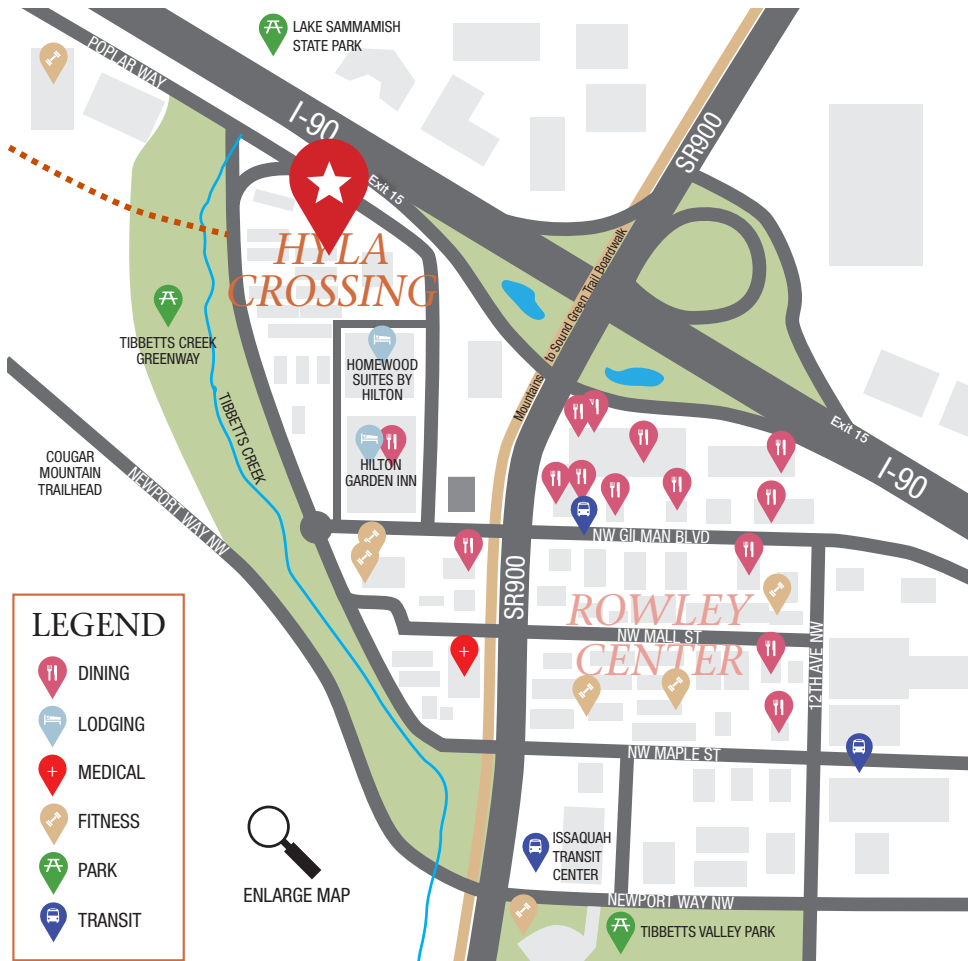 LAKE SAMMAMISH
STATE PARK
POPLAR WAY
I-90
SR900
Exit 15
HYLA
CROSSING
Mountains to Sound Green Trail Boardwalk
TIBBETTS CREEK
GREENWAY
HOMEWOOD
SUITES BY
HILTON
TIBBETTS CREEK
HILTON
GARDEN INN
Exit 15
I-90
COUGAR
MOUNTAIN
TRAILHEAD
NEWPORT WAY NW
NW GILMAN BLVD
SR900
ROWLEY
CENTER
NW MALL ST
12TH AVE NW
LEGEND
DINING
LODGING
MEDICAL
FITNESS
PARK
TRANSIT
NW MAPLE ST
ENLARGE MAP
ISSAQUAH
TRANSIT
CENTER
NEWPORT WAY NW
TIBBETTS VALLEY PARK